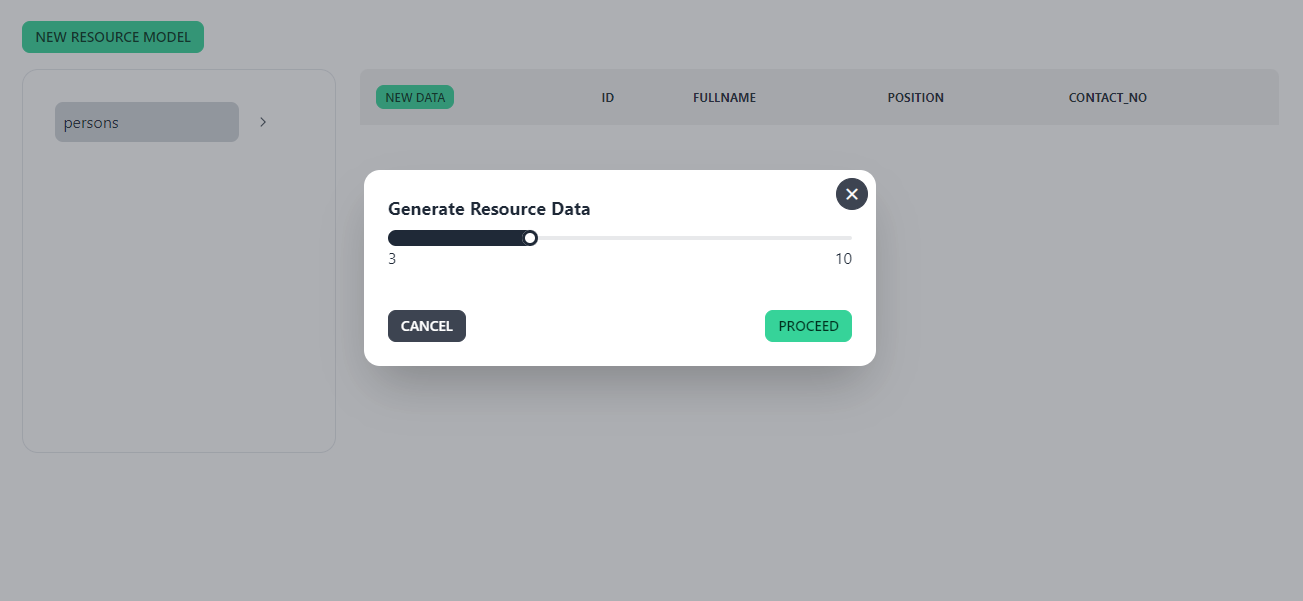 NEW RESOURCE MODEL
persons
NEW DATA ID FULLNAME POSITION CONTACT_NO
Generate Resource Data
3 10
CANCEL PROCEED